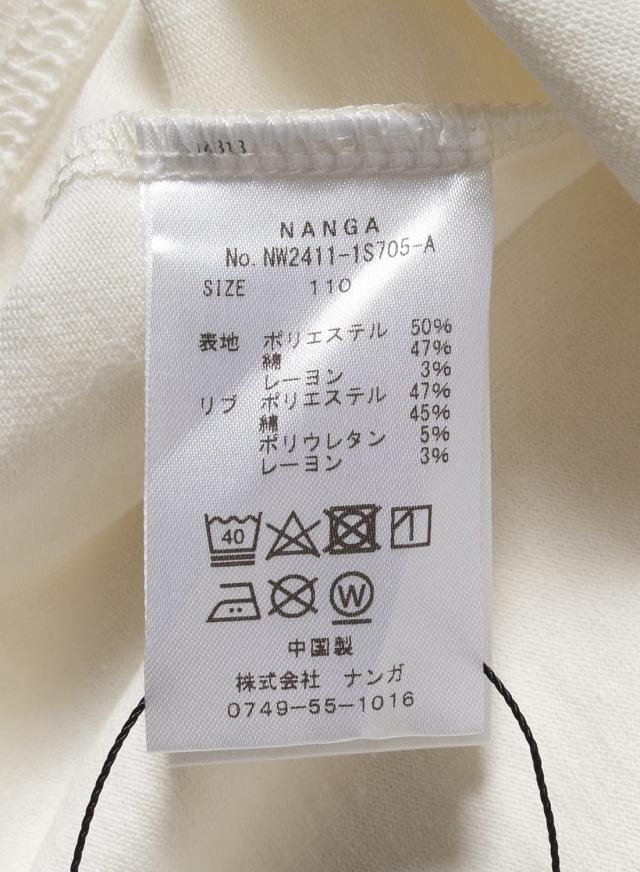 NANGA
No. NW2411-1S705-A
SIZE 110
表地 ポリエステル 50%
綿 47%
レーヨン 3%
リブ ポリエステル 47%
綿 45%
ポリウレタン 5%
レーヨン 3%
40
W
中国製
株式会社 ナンガ
0749-55-1016